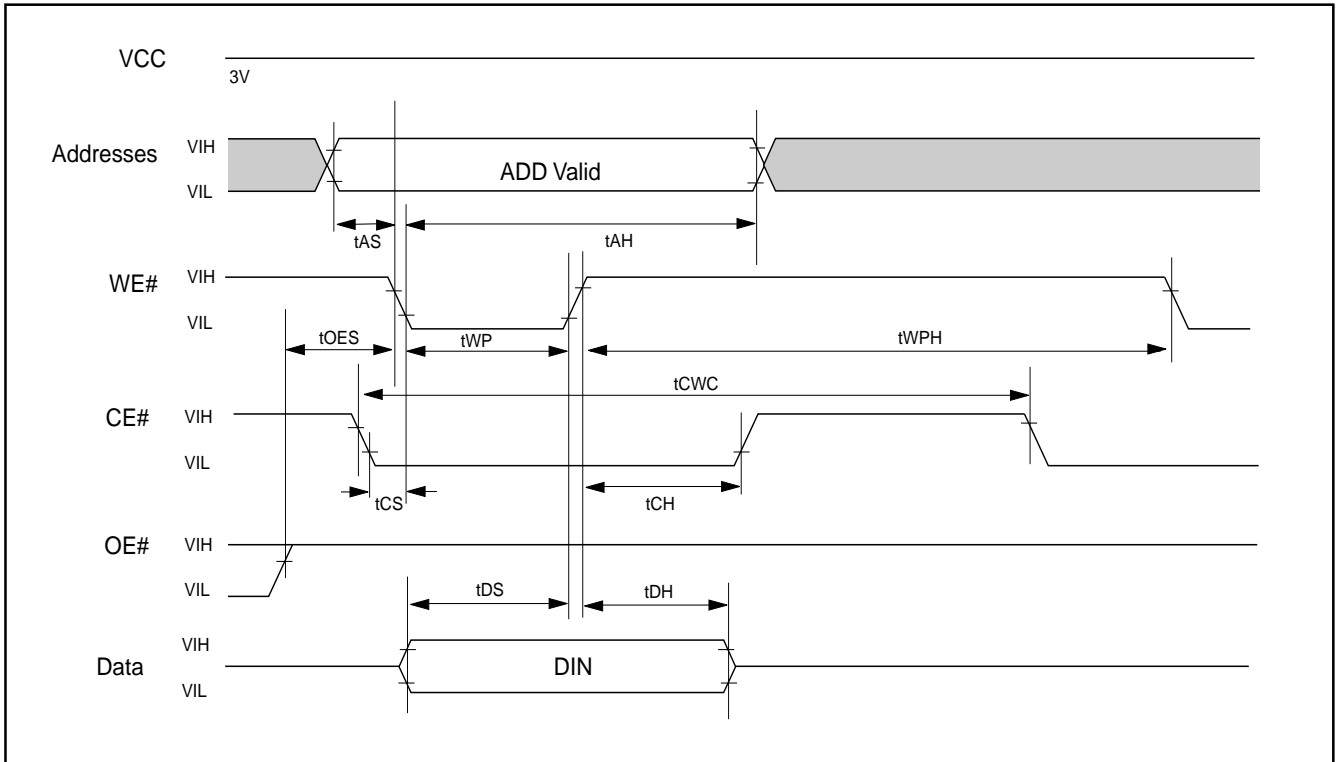 VCC
3V
Addresses
VIH
ADD Valid
VIL
tAS
tAH
WE#
VIH
VIL
tOES
tWP
tWPH
tCWC
CE#
VIH
VIL
tCS
tCH
OE#
VIH
VIL
tDS
tDH
VIH
Data
DIN
VIL